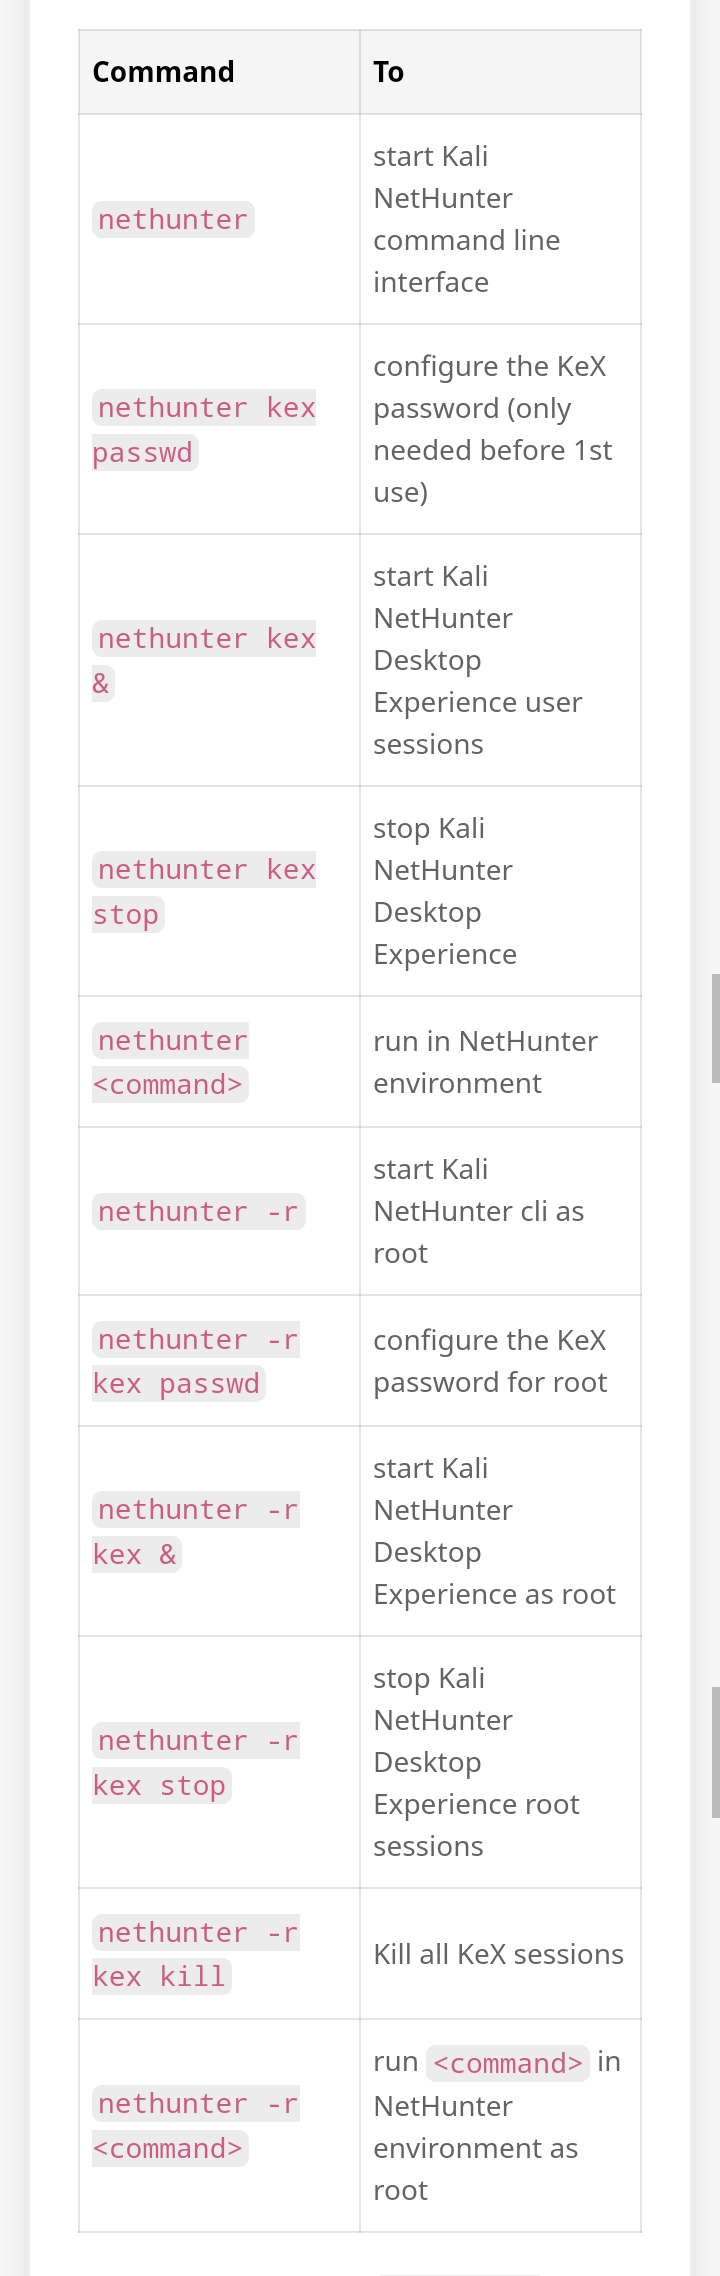 Command To
nethunter
start Kali
NetHunter
command line
interface
nethunter kex
passwd
configure the KeX
password (only
needed before 1st
use)
nethunter kex
&
start Kali
NetHunter
Desktop
Experience user
sessions
nethunter kex
stop
stop Kali
NetHunter
Desktop
Experience
nethunter
<command>
run in NetHunter
environment
nethunter -r
start Kali
NetHunter cli as
root
nethunter -r
kex passwd
configure the KeX
password for root
nethunter -r
kex &
start Kali
NetHunter
Desktop
Experience as root
nethunter -r
kex stop
stop Kali
NetHunter
Desktop
Experience root
sessions
nethunter -r
kex kill
Kill all KeX sessions
nethunter -r
<command>
run <command> in
NetHunter
environment as
root